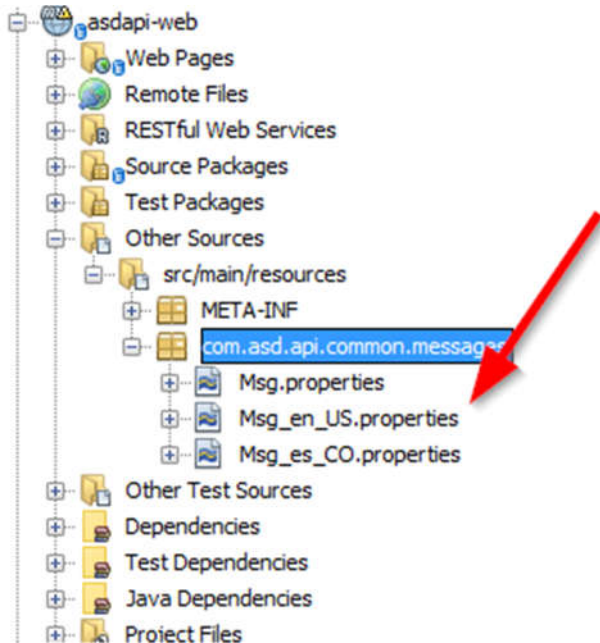 asdapi-web
Web Pages
Remote Files
RESTful Web Services
Source Packages
Test Packages
Other Sources
src/main/resources
META-INF
com.asd.api.common.messages
Msg.properties
Msg_en_US.properties
Msg_es_CO.properties
Other Test Sources
Dependencies
Test Dependencies
Java Dependencies
Project Files